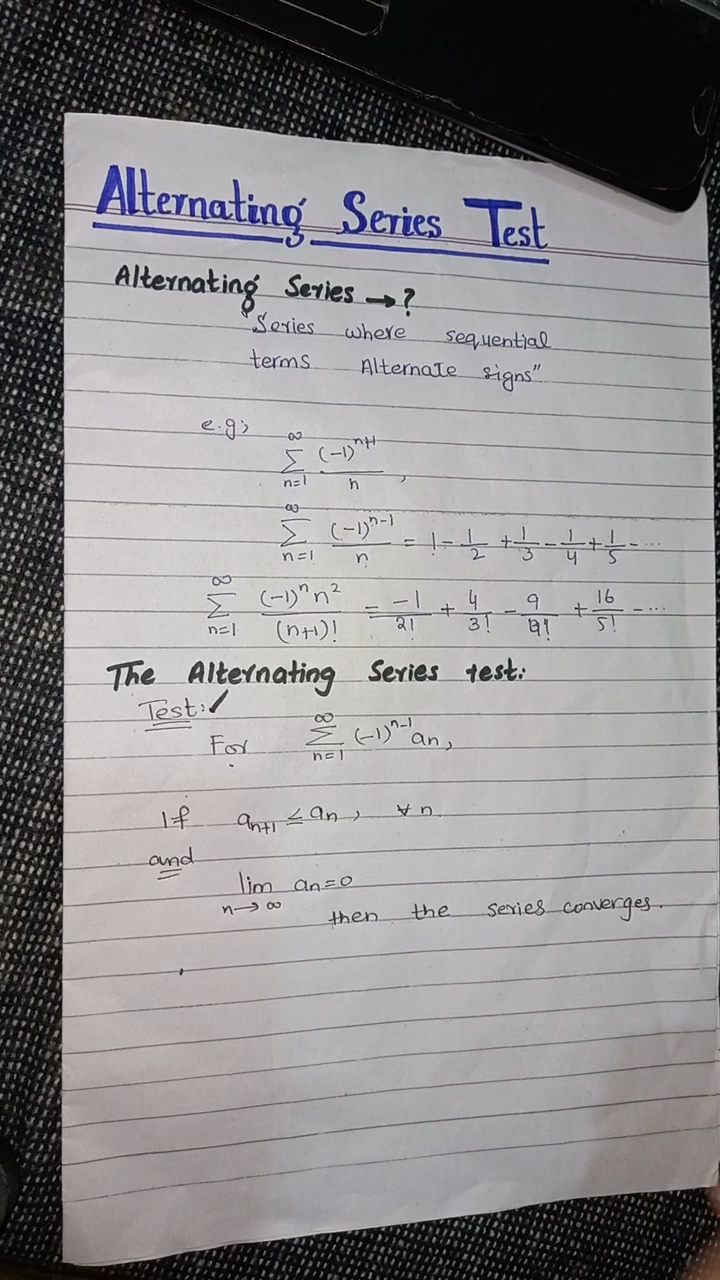 Alternating Series Test
Alternating Series →?
"Series where sequential
terms Alternate signs"
e.g;
∞
∑ (-1)^{n+1} / n ,
n=1
∞
∑ (-1)^{n-1} / n = 1 - 1/2 + 1/3 - 1/4 + 1/5 - ...
n=1
∞
∑ (-1)^n n² / (n+1)! = -1/2! + 4/3! - 9/4! + 16/5! - ...
n=1
The Alternating Series test:
Test:✓
For ∑_{n=1}^{∞} (-1)^{n-1} an,
If a_{n+1} ≤ an, ∀ n.
and
lim an=0
n→∞
then the series converges.